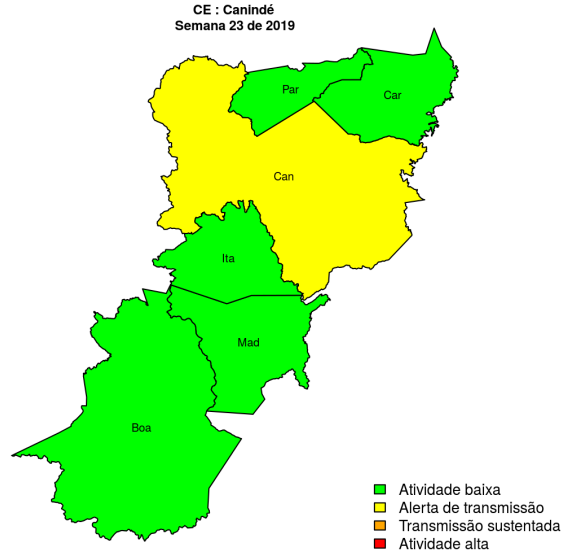 CE : Canindé
Semana 23 de 2019
Par
Car
Can
Ita
Mad
Boa
Atividade baixa
Alerta de transmissão
Transmissão sustentada
Atividade alta